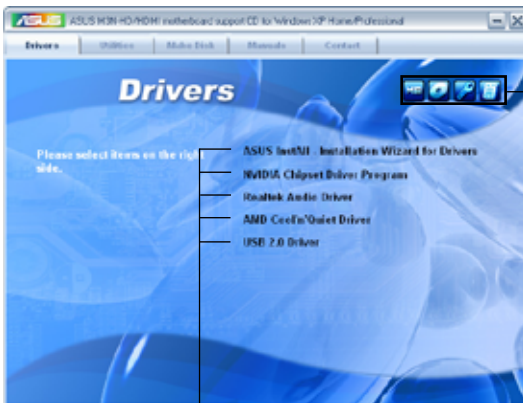 ASUS ASUS M3N-HD/HDMI motherboard support CD for Windows XP Home/Professional
Drivers Utilities Make Disk Manuals Contact
Drivers
Please select items on the right
side.
ASUS InstAll - Installation Wizard for Drivers
NVIDIA Chipset Driver Program
Realtek Audio Driver
AMD Cool'n'Quiet Driver
USB 2.0 Driver